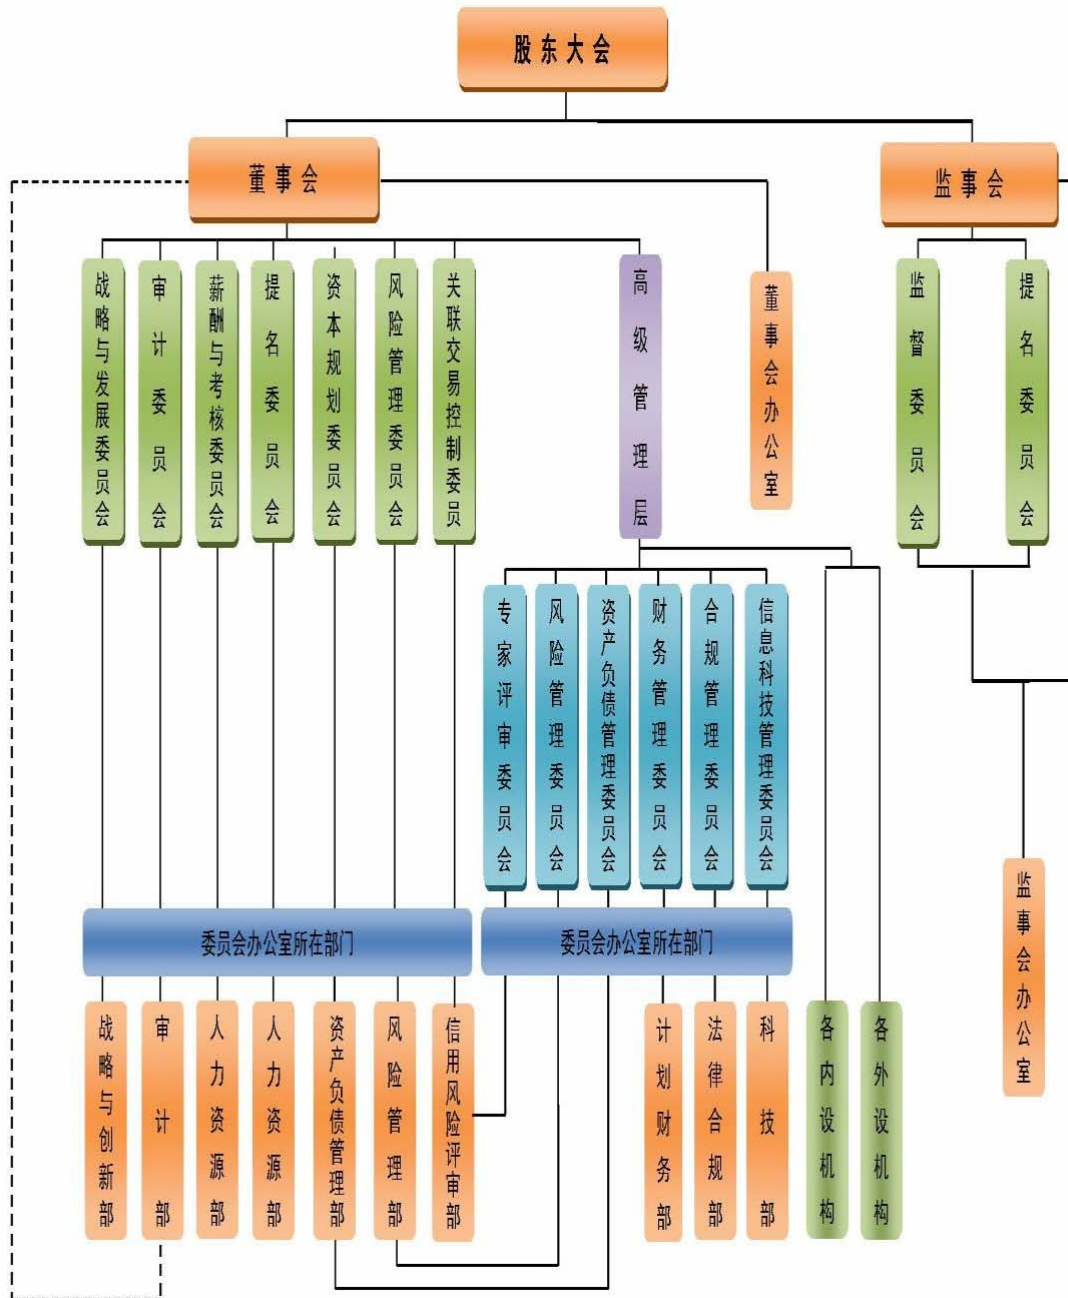 股东大会
董事会
监事会
战略与发展委员会
审计委员会
薪酬与考核委员会
提名委员会
资本规划委员会
风险管理委员会
关联交易控制委员
高级管理层
董事会办公室
监督委员会
提名委员会
专家评审委员会
风险管理委员会
资产负债管理委员会
财务管理委员会
合规管理委员会
信息科技管理委员会
委员会办公室所在部门
委员会办公室所在部门
战略与创新部
审计部
人力资源部
人力资源部
资产负债管理部
风险管理部
信用风险评审部
计划财务部
法律合规部
科技部
各内设机构
各外设机构
监事会办公室